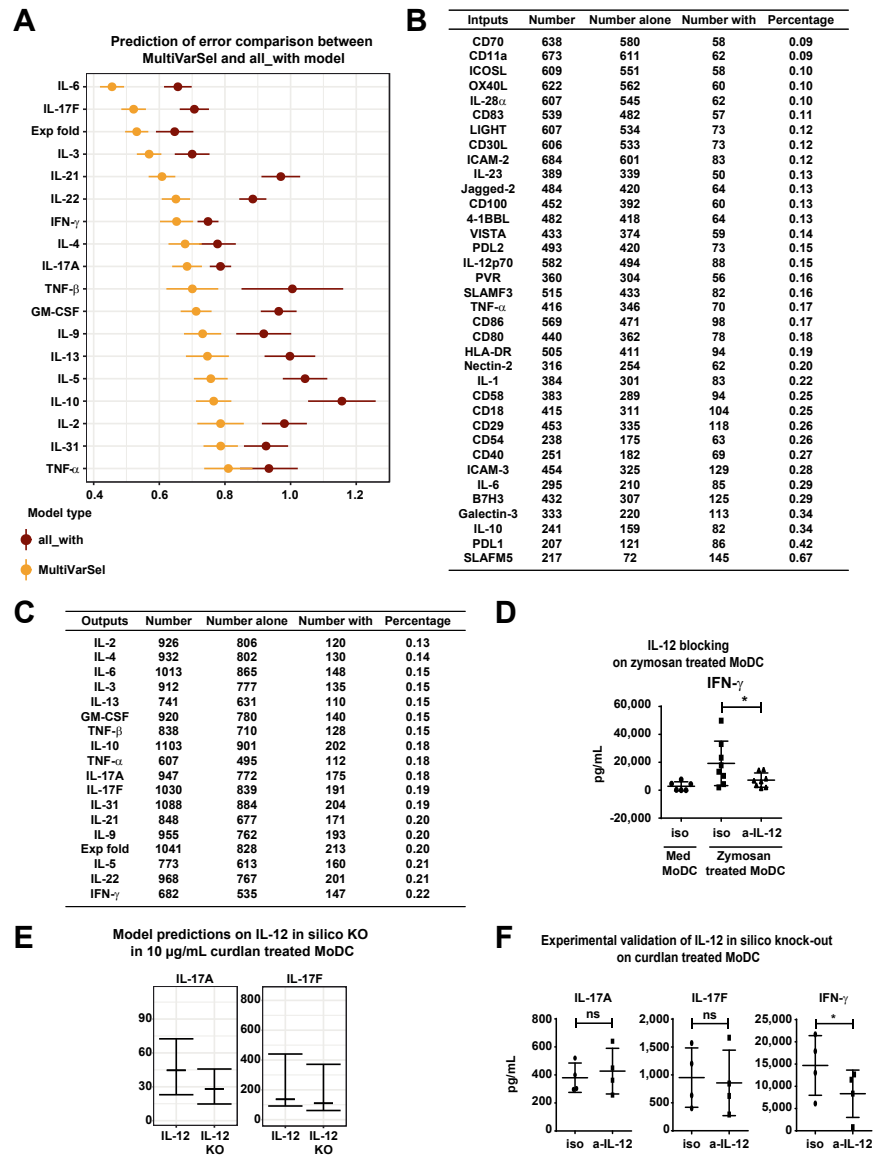 A
Prediction of error comparison between
MultiVarSel and all_with model
IL-6
IL-17F
Exp fold
IL-3
IL-21
IL-22
IFN-γ
IL-4
IL-17A
TNF-β
GM-CSF
IL-9
IL-13
IL-5
IL-10
IL-2
IL-31
TNF-α
0.4 0.6 0.8 1.0 1.2
Model type
all_with
MultiVarSel
B
Intputs Number Number alone Number with Percentage
CD70 638 580 58 0.09
CD11a 673 611 62 0.09
ICOSL 609 551 58 0.10
OX40L 622 562 60 0.10
IL-28α 607 545 62 0.10
CD83 539 482 57 0.11
LIGHT 607 534 73 0.12
CD30L 606 533 73 0.12
ICAM-2 684 601 83 0.12
IL-23 389 339 50 0.13
Jagged-2 484 420 64 0.13
CD100 452 392 60 0.13
4-1BBL 482 418 64 0.13
VISTA 433 374 59 0.14
PDL2 493 420 73 0.15
IL-12p70 582 494 88 0.15
PVR 360 304 56 0.16
SLAMF3 515 433 82 0.16
TNF-α 416 346 70 0.17
CD86 569 471 98 0.17
CD80 440 362 78 0.18
HLA-DR 505 411 94 0.19
Nectin-2 316 254 62 0.20
IL-1 384 301 83 0.22
CD58 383 289 94 0.25
CD18 415 311 104 0.25
CD29 453 335 118 0.26
CD54 238 175 63 0.26
CD40 251 182 69 0.27
ICAM-3 454 325 129 0.28
IL-6 295 210 85 0.29
B7H3 432 307 125 0.29
Galectin-3 333 220 113 0.34
IL-10 241 159 82 0.34
PDL1 207 121 86 0.42
SLAFM5 217 72 145 0.67
C
Outputs Number Number alone Number with Percentage
IL-2 926 806 120 0.13
IL-4 932 802 130 0.14
IL-6 1013 865 148 0.15
IL-3 912 777 135 0.15
IL-13 741 631 110 0.15
GM-CSF 920 780 140 0.15
TNF-β 838 710 128 0.15
IL-10 1103 901 202 0.18
TNF-α 607 495 112 0.18
IL-17A 947 772 175 0.18
IL-17F 1030 839 191 0.19
IL-31 1088 884 204 0.19
IL-21 848 677 171 0.20
IL-9 955 762 193 0.20
Exp fold 1041 828 213 0.20
IL-5 773 613 160 0.21
IL-22 968 767 201 0.21
IFN-γ 682 535 147 0.22
D
IL-12 blocking
on zymosan treated MoDC
IFN-γ
*
pg/mL
60,000
40,000
20,000
0
-20,000
iso iso a-IL-12
Med Zymosan
MoDC treated MoDC
E
Model predictions on IL-12 in silico KO
in 10 µg/mL curdlan treated MoDC
IL-17A IL-17F
90
60
30
0
800
600
400
200
0
IL-12 IL-12 IL-12 IL-12
KO KO
F
Experimental validation of IL-12 in silico knock-out
on curdlan treated MoDC
IL-17A IL-17F IFN-γ
ns ns *
pg/mL
800
600
400
200
0
1,500
1,000
500
0
25,000
20,000
15,000
10,000
5,000
0
iso a-IL-12 iso a-IL-12 iso a-IL-12